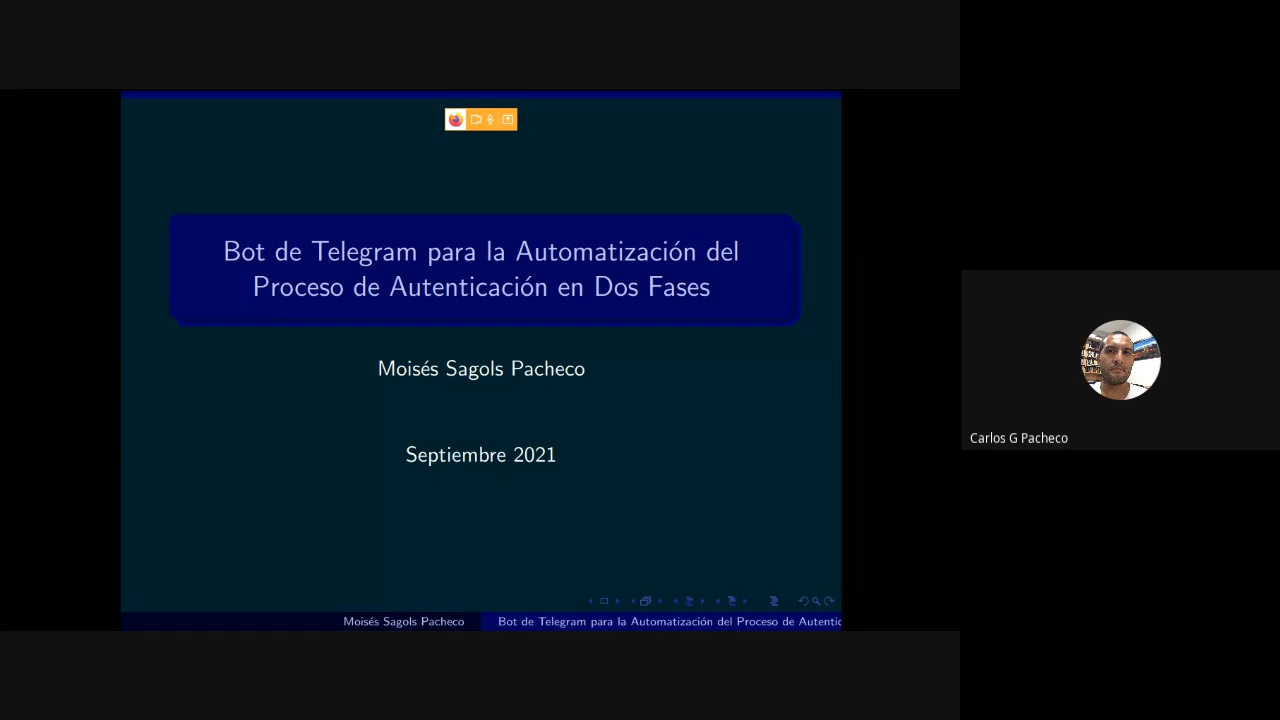 Bot de Telegram para la Automatización del
Proceso de Autenticación en Dos Fases
Moisés Sagols Pacheco
Septiembre 2021
Moisés Sagols Pacheco
Bot de Telegram para la Automatización del Proceso de Autentic
Carlos G Pacheco